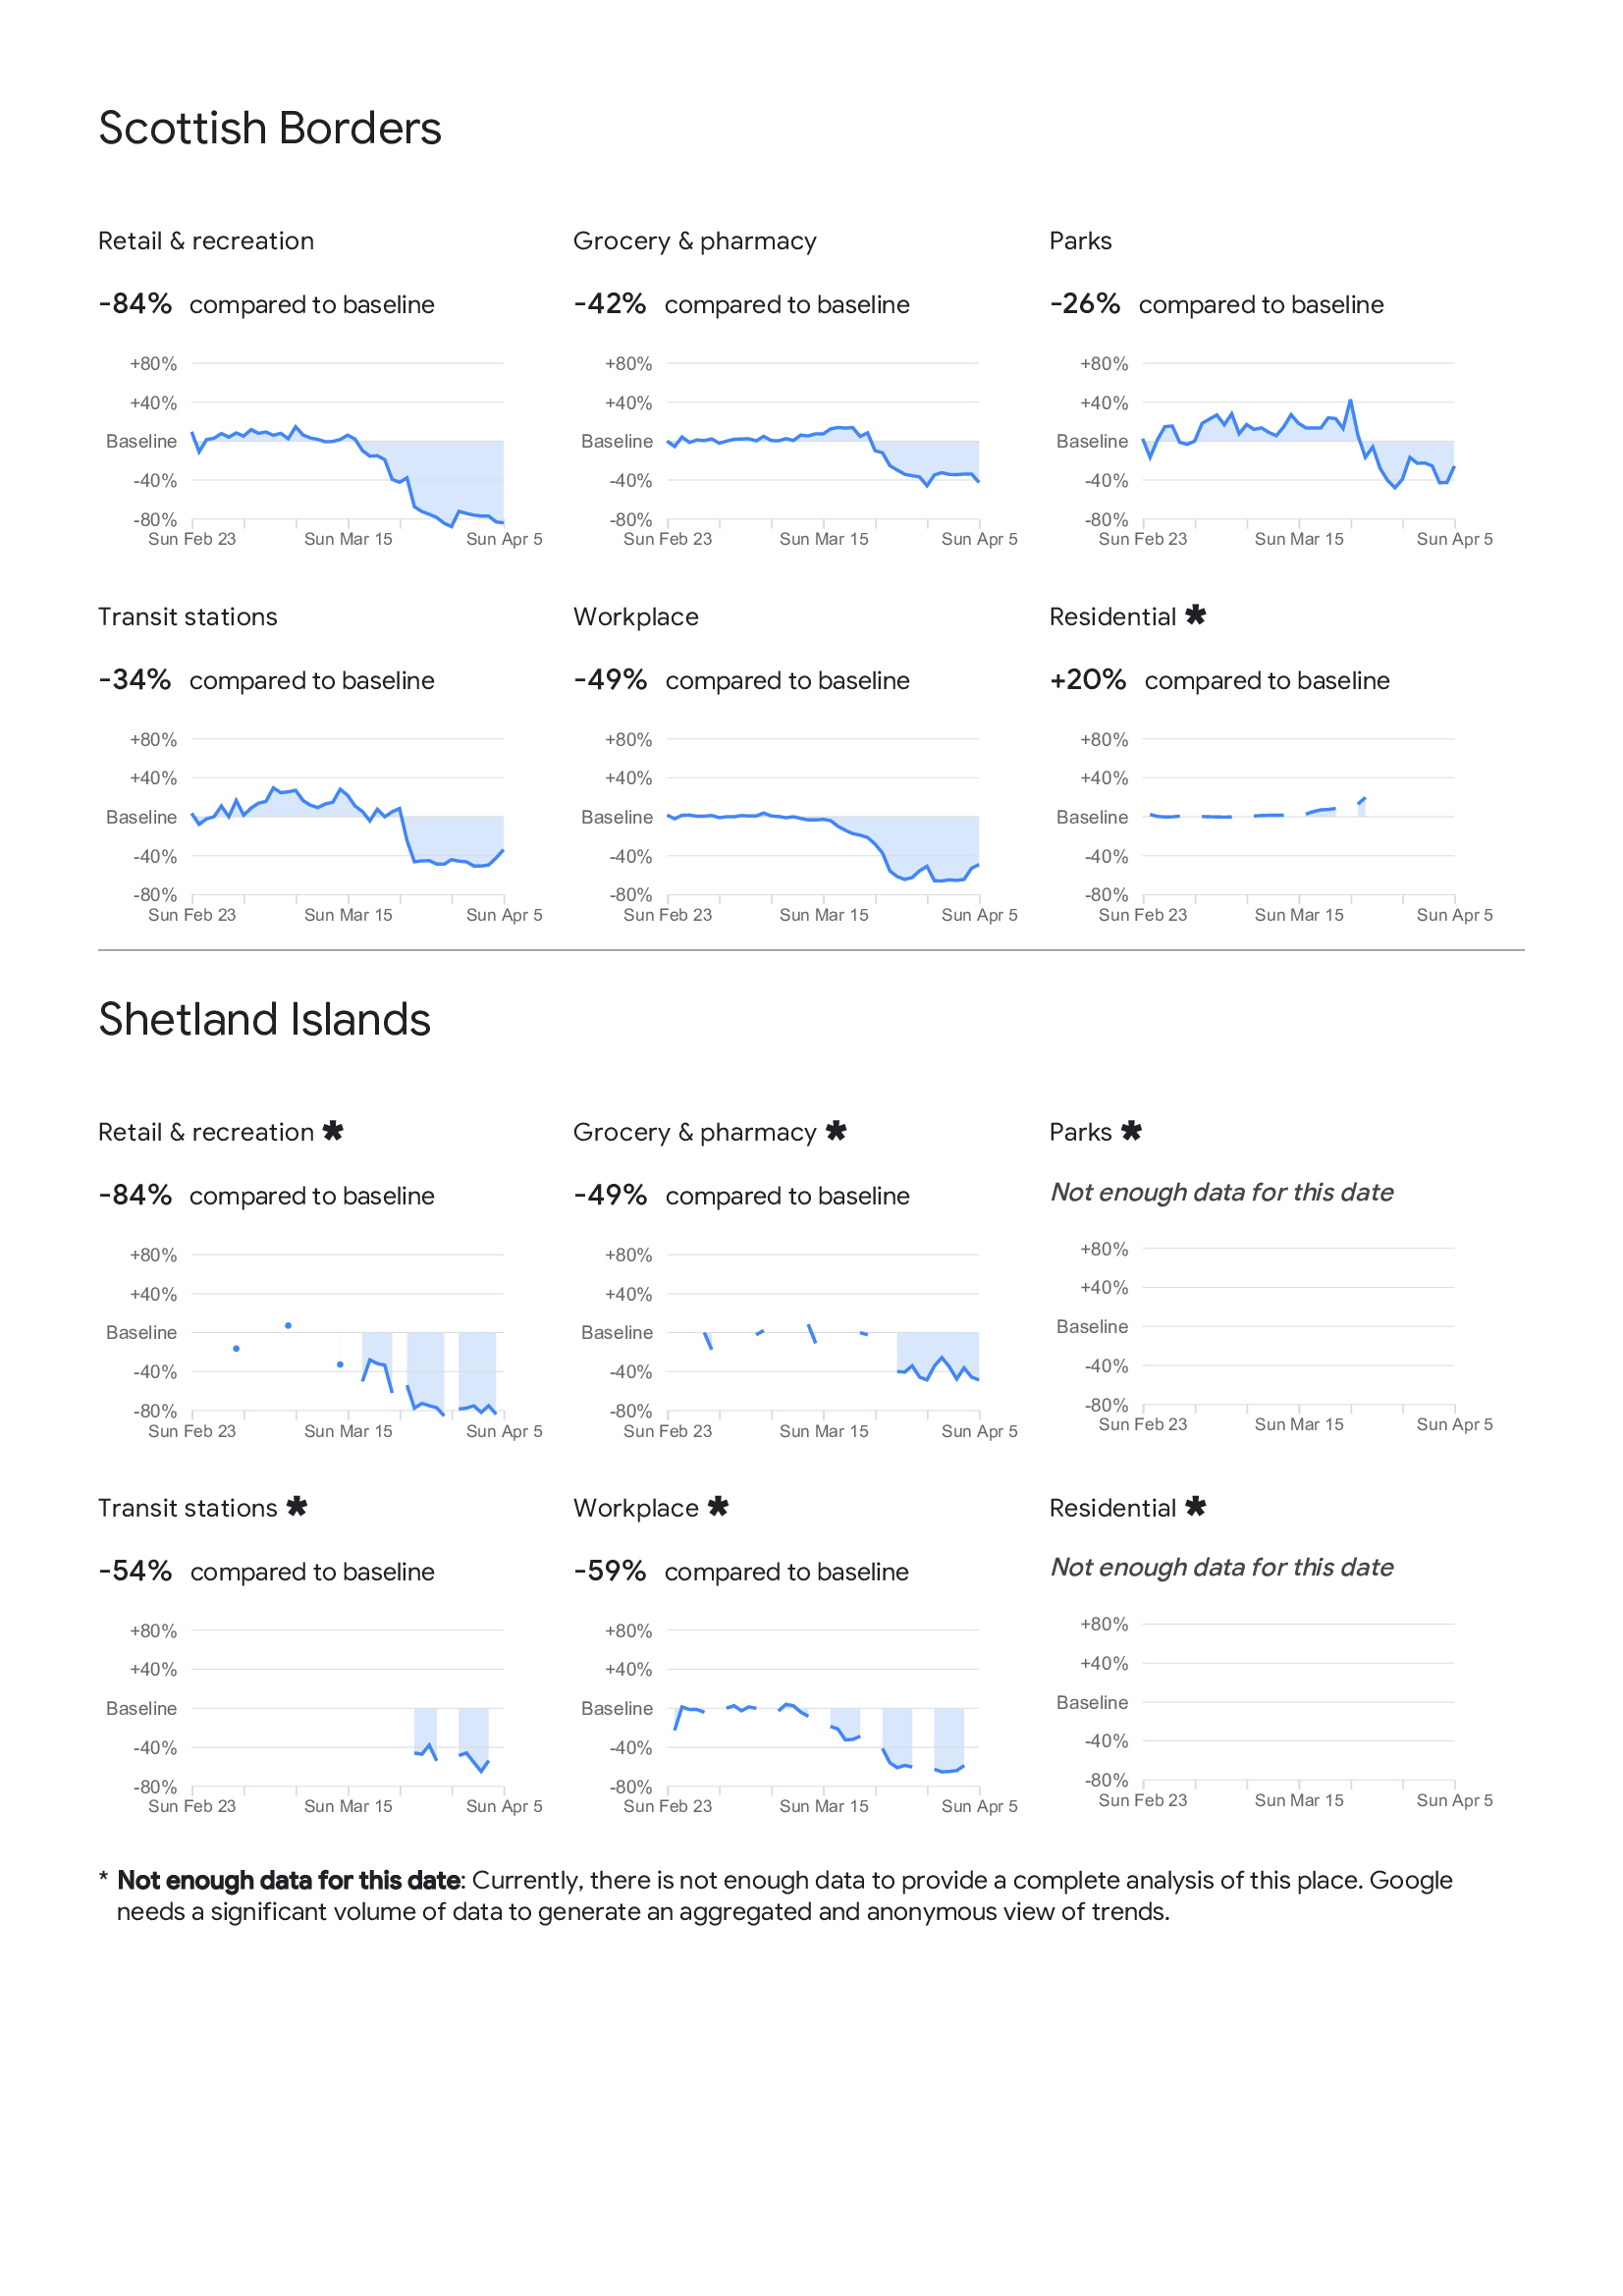 Scottish Borders
Retail & recreation
Grocery & pharmacy
Parks
-84% compared to baseline
-42% compared to baseline
-26% compared to baseline
+80%
+40%
Baseline
-40%
-80%
Sun Feb 23 Sun Mar 15 Sun Apr 5
+80%
+40%
Baseline
-40%
-80%
Sun Feb 23 Sun Mar 15 Sun Apr 5
+80%
+40%
Baseline
-40%
-80%
Sun Feb 23 Sun Mar 15 Sun Apr 5
Transit stations
Workplace
Residential *
-34% compared to baseline
-49% compared to baseline
+20% compared to baseline
+80%
+40%
Baseline
-40%
-80%
Sun Feb 23 Sun Mar 15 Sun Apr 5
+80%
+40%
Baseline
-40%
-80%
Sun Feb 23 Sun Mar 15 Sun Apr 5
+80%
+40%
Baseline
-40%
-80%
Sun Feb 23 Sun Mar 15 Sun Apr 5
Shetland Islands
Retail & recreation *
Grocery & pharmacy *
Parks *
-84% compared to baseline
-49% compared to baseline
Not enough data for this date
+80%
+40%
Baseline
-40%
-80%
Sun Feb 23 Sun Mar 15 Sun Apr 5
+80%
+40%
Baseline
-40%
-80%
Sun Feb 23 Sun Mar 15 Sun Apr 5
+80%
+40%
Baseline
-40%
-80%
Sun Feb 23 Sun Mar 15 Sun Apr 5
Transit stations *
Workplace *
Residential *
-54% compared to baseline
-59% compared to baseline
Not enough data for this date
+80%
+40%
Baseline
-40%
-80%
Sun Feb 23 Sun Mar 15 Sun Apr 5
+80%
+40%
Baseline
-40%
-80%
Sun Feb 23 Sun Mar 15 Sun Apr 5
+80%
+40%
Baseline
-40%
-80%
Sun Feb 23 Sun Mar 15 Sun Apr 5
* Not enough data for this date: Currently, there is not enough data to provide a complete analysis of this place. Google
needs a significant volume of data to generate an aggregated and anonymous view of trends.